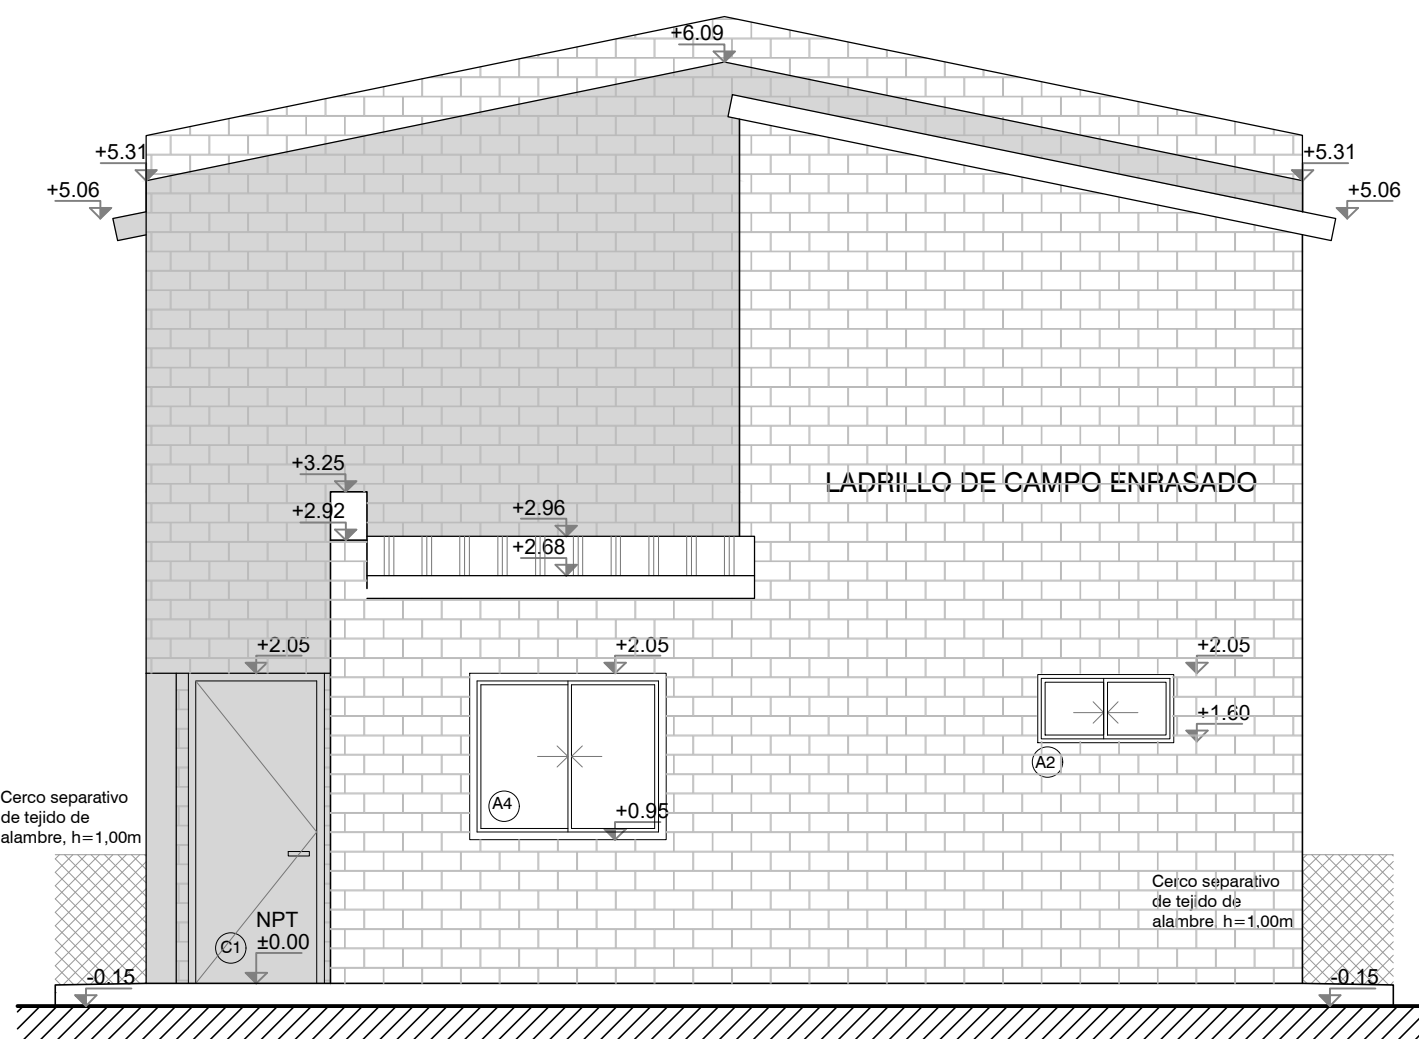 +6.09
+5.31
+5.31
+5.06
+5.06
+3.25
LADRILLO DE CAMPO ENRASADO
+2.92
+2.96
+2.68
+2.05
+2.05
+2.05
+1.60
A2
A4
+0.95
Cerco separativo
de tejido de
alambre, h=1,00m
Cerco separativo
de tejido de
alambre, h=1,00m
NPT
C1
±0.00
-0.15
-0.15